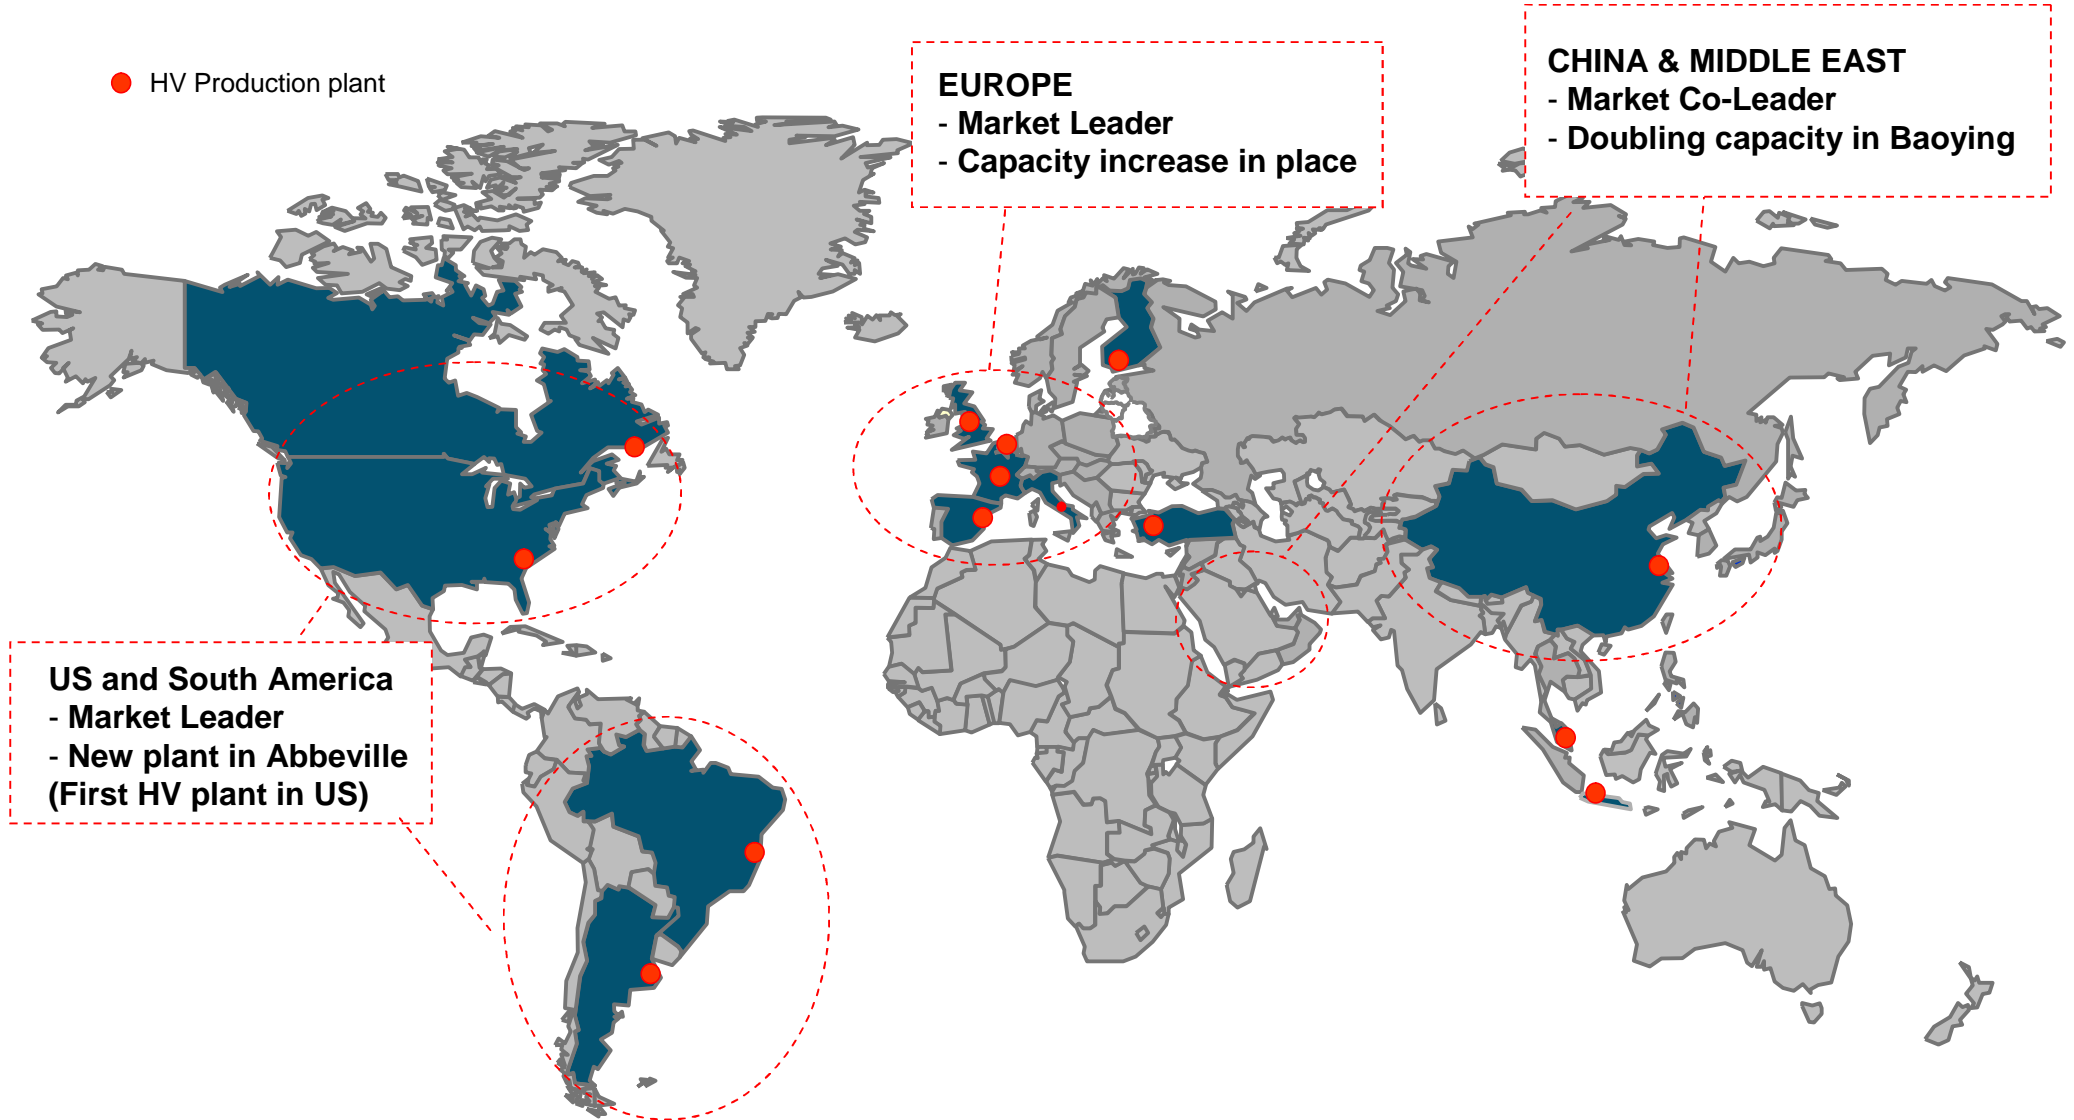 HV Production plant
EUROPE
- Market Leader
- Capacity increase in place
CHINA & MIDDLE EAST
- Market Co-Leader
- Doubling capacity in Baoying
US and South America
- Market Leader
- New plant in Abbeville
(First HV plant in US)